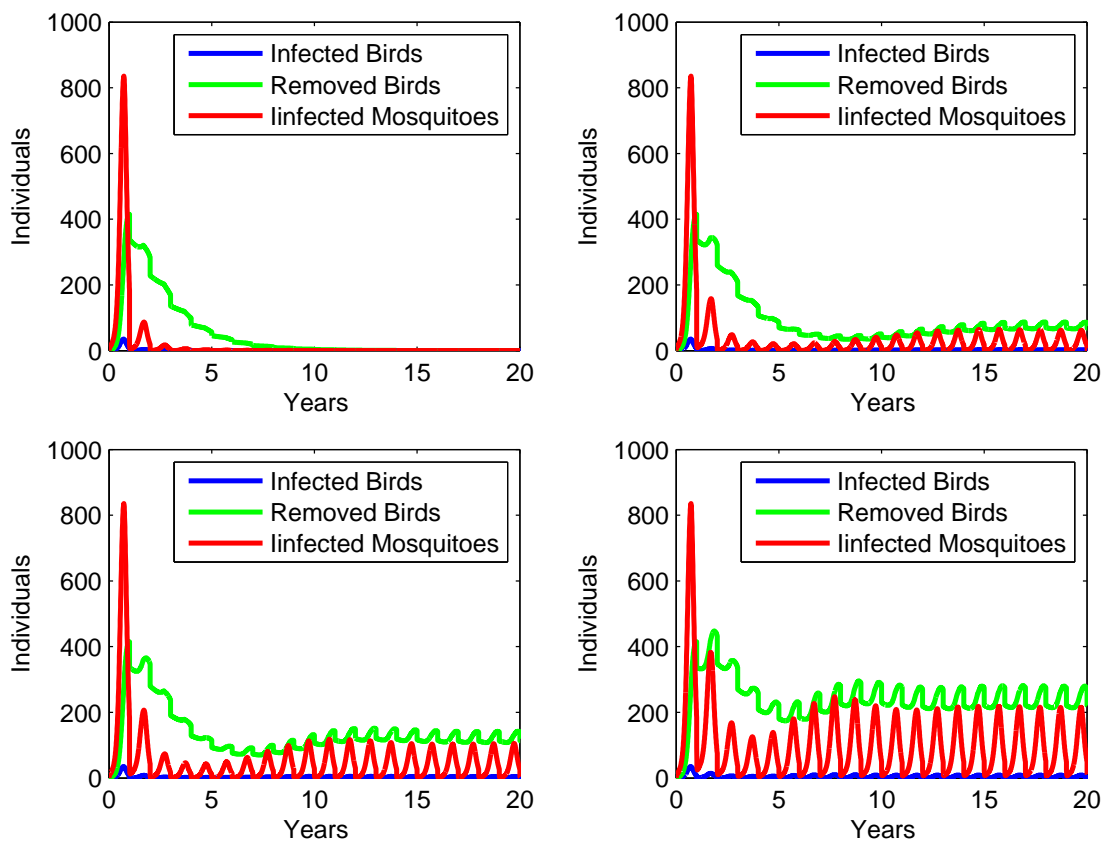 1000
800
600
400
200
0
Individuals
Infected Birds
Removed Birds
Iinfected Mosquitoes
0 5 10 15 20
Years
1000
800
600
400
200
0
Individuals
Infected Birds
Removed Birds
Iinfected Mosquitoes
0 5 10 15 20
Years
1000
800
600
400
200
0
Individuals
Infected Birds
Removed Birds
Iinfected Mosquitoes
0 5 10 15 20
Years
1000
800
600
400
200
0
Individuals
Infected Birds
Removed Birds
Iinfected Mosquitoes
0 5 10 15 20
Years